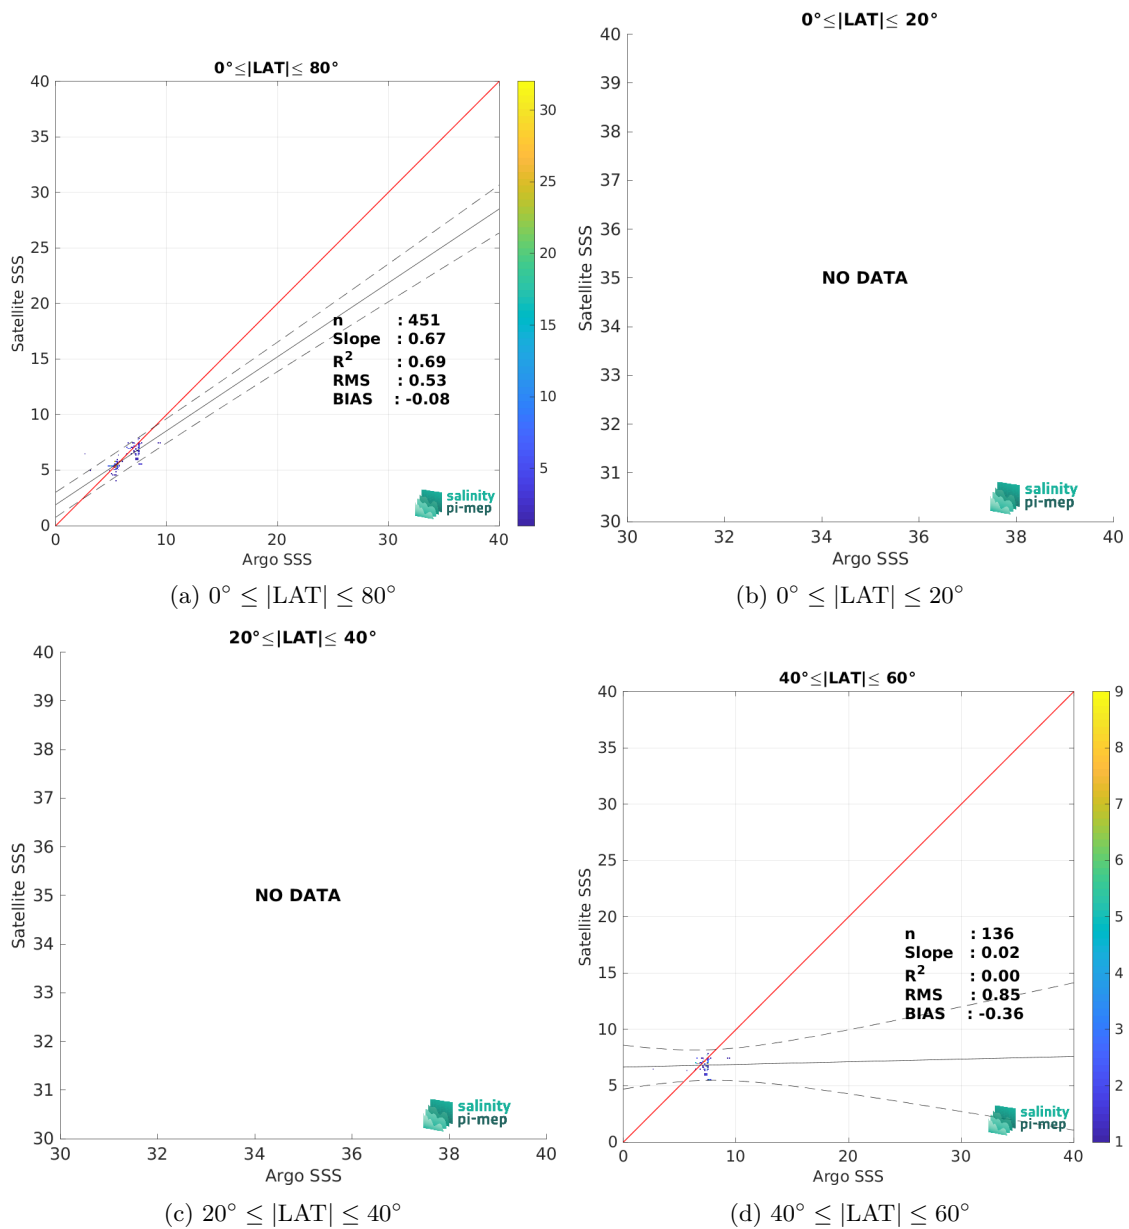 0°≤|LAT|≤ 80°
40
35
30
25
20
15
10
5
0
Satellite SSS
0 10 20 30 40
Argo SSS
n : 451
Slope : 0.67
R² : 0.69
RMS : 0.53
BIAS : -0.08
salinity
pi-mep
30
25
20
15
10
5
(a) 0° ≤ |LAT| ≤ 80°
0°≤|LAT|≤ 20°
40
39
38
37
36
35
34
33
32
31
30
Satellite SSS
NO DATA
salinity
pi-mep
30 32 34 36 38 40
Argo SSS
(b) 0° ≤ |LAT| ≤ 20°
20°≤|LAT|≤ 40°
40
39
38
37
36
35
34
33
32
31
30
Satellite SSS
NO DATA
salinity
pi-mep
30 32 34 36 38 40
Argo SSS
(c) 20° ≤ |LAT| ≤ 40°
40°≤|LAT|≤ 60°
40
35
30
25
20
15
10
5
0
Satellite SSS
n : 136
Slope : 0.02
R² : 0.00
RMS : 0.85
BIAS : -0.36
salinity
pi-mep
0 10 20 30 40
Argo SSS
9
8
7
6
5
4
3
2
1
(d) 40° ≤ |LAT| ≤ 60°